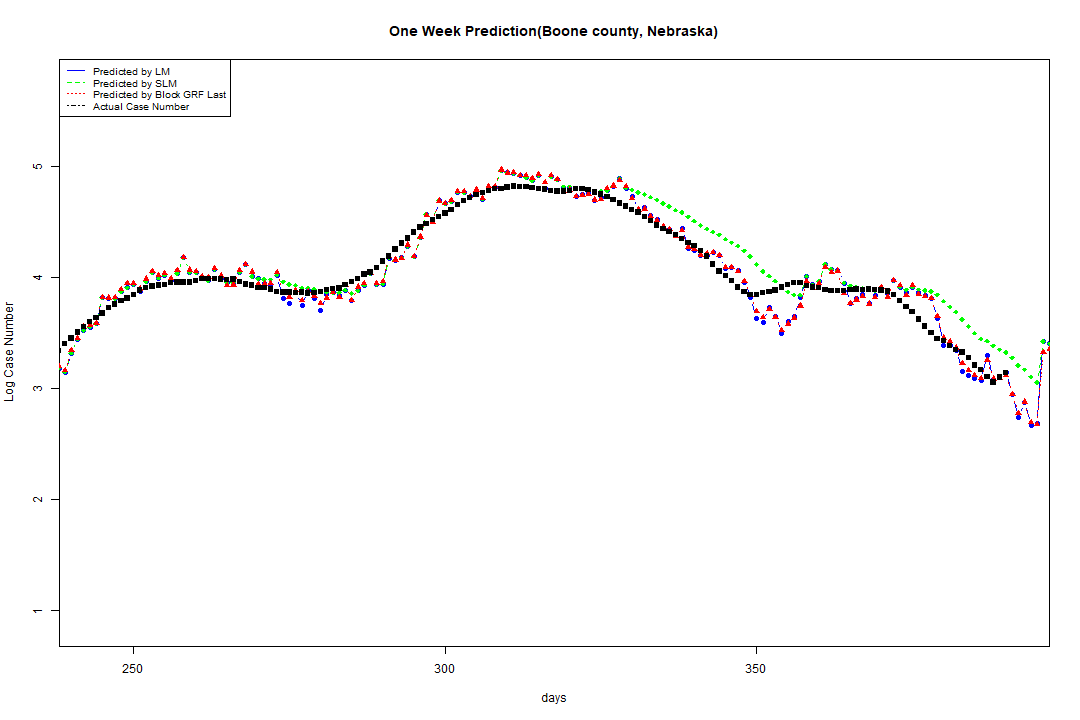 One Week Prediction(Boone county, Nebraska)
Predicted by LM
Predicted by SLM
Predicted by Block GRF Last
Actual Case Number
5
4
3
2
1
Log Case Number
250 300 350
days